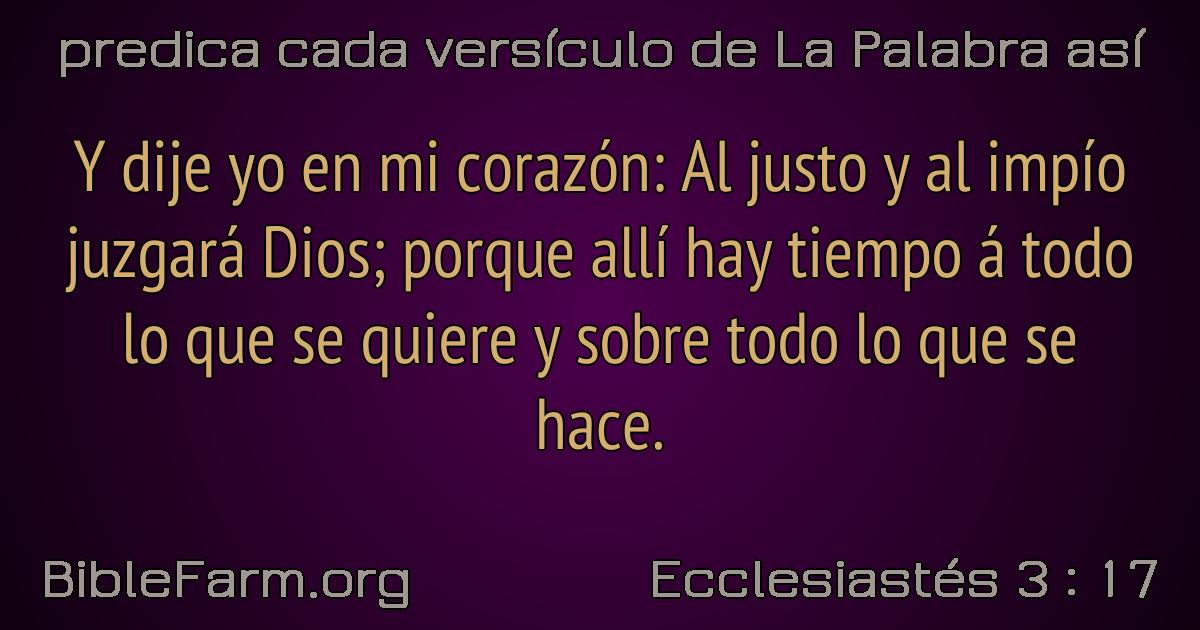 predica cada versículo de La Palabra así
Y dije yo en mi corazón: Al justo y al impío
juzgará Dios; porque allí hay tiempo á todo
lo que se quiere y sobre todo lo que se
hace.
BibleFarm.org
Ecclesiastés 3 : 17